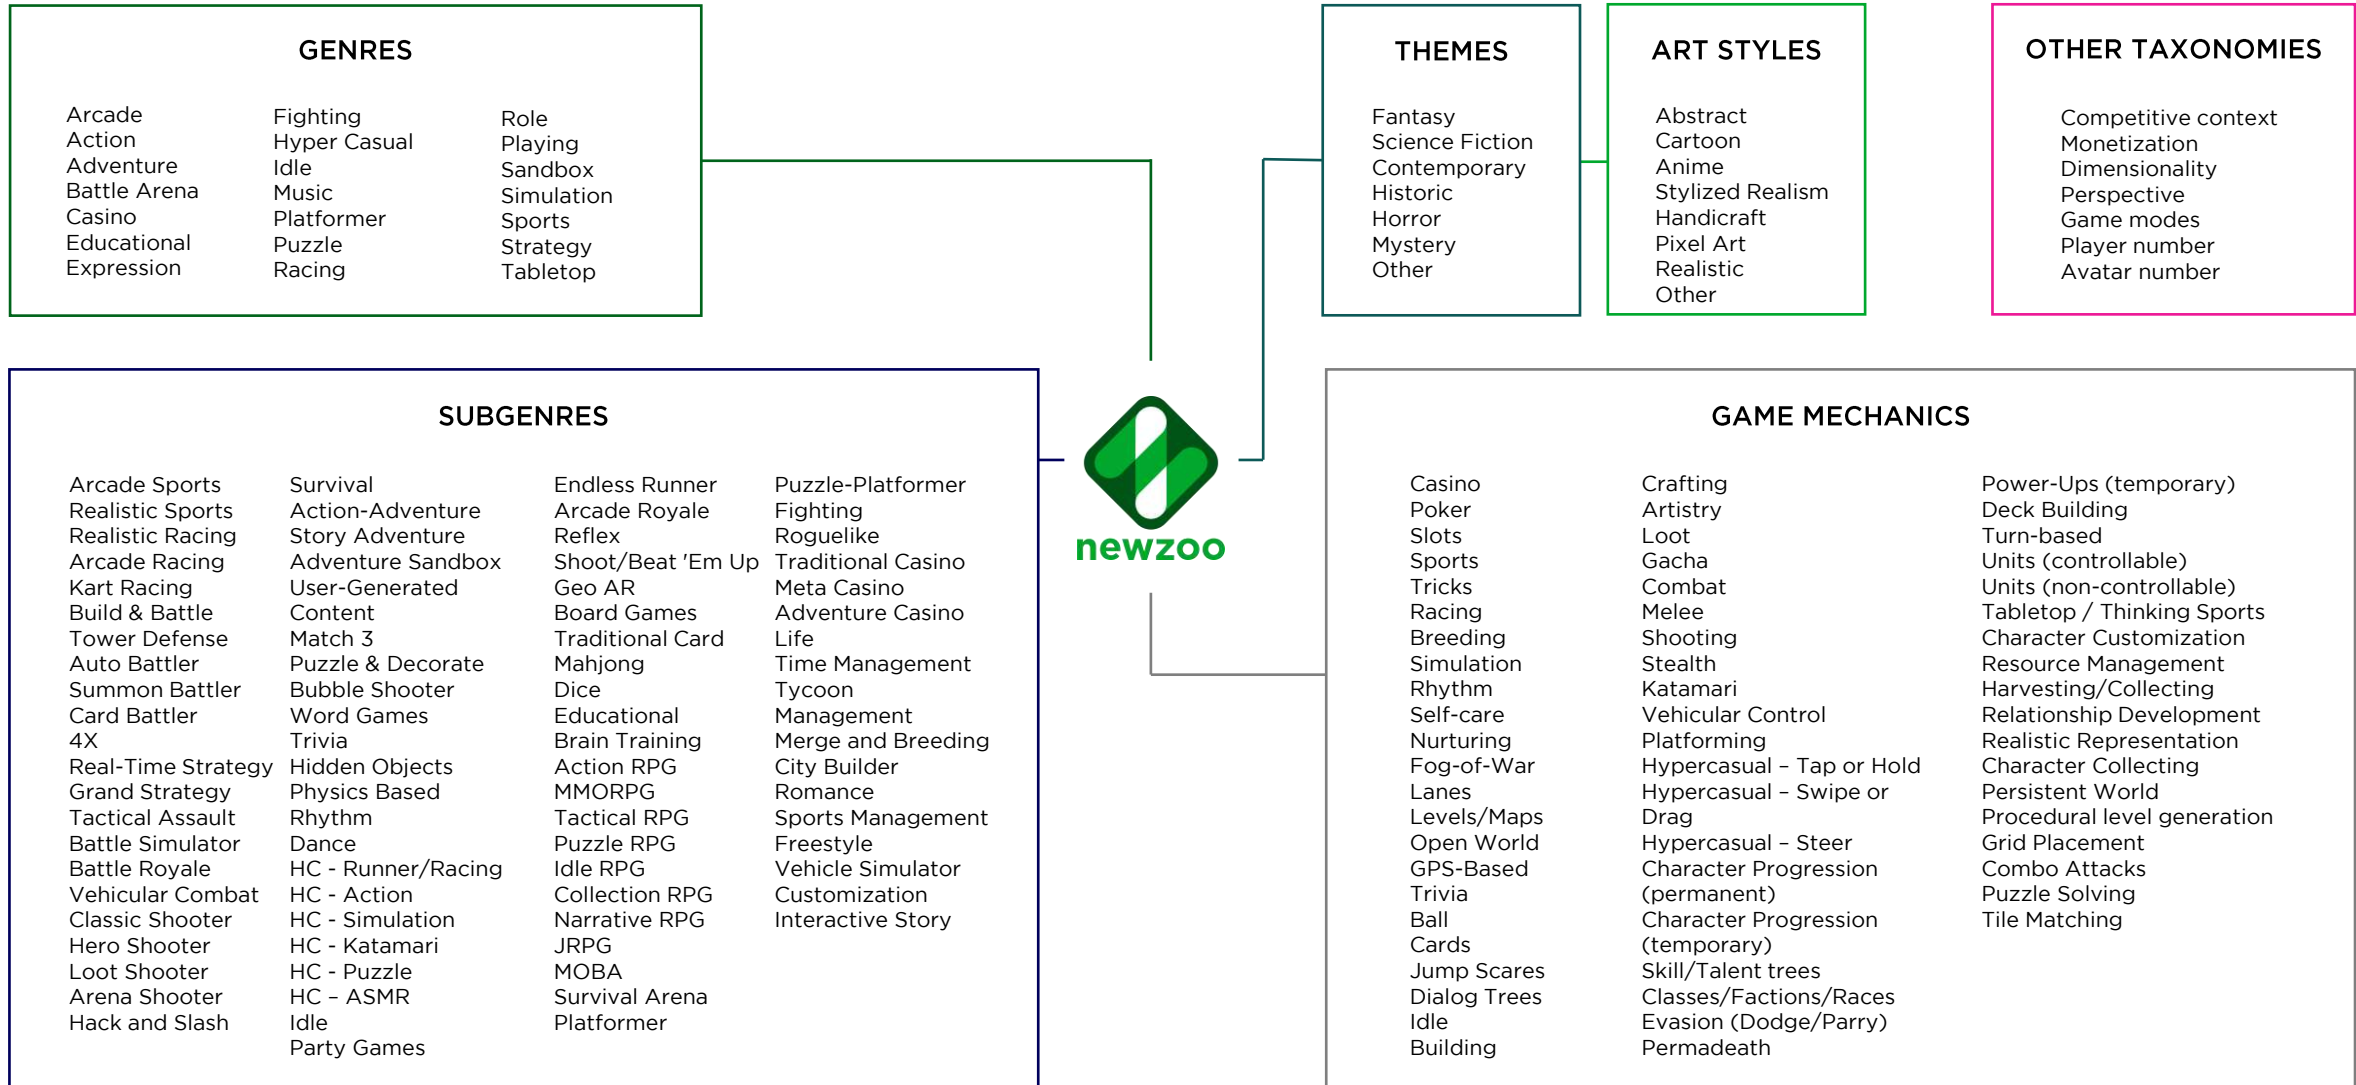 GENRES
Arcade
Action
Adventure
Battle Arena
Casino
Educational
Expression
Fighting
Hyper Casual
Idle
Music
Platformer
Puzzle
Racing
Role
Playing
Sandbox
Simulation
Sports
Strategy
Tabletop
THEMES
Fantasy
Science Fiction
Contemporary
Historic
Horror
Mystery
Other
ART STYLES
Abstract
Cartoon
Anime
Stylized Realism
Handicraft
Pixel Art
Realistic
Other
OTHER TAXONOMIES
Competitive context
Monetization
Dimensionality
Perspective
Game modes
Player number
Avatar number
SUBGENRES
Arcade Sports
Realistic Sports
Realistic Racing
Arcade Racing
Kart Racing
Build & Battle
Tower Defense
Auto Battler
Summon Battler
Card Battler
4X
Real-Time Strategy
Grand Strategy
Tactical Assault
Battle Simulator
Battle Royale
Vehicular Combat
Classic Shooter
Hero Shooter
Loot Shooter
Arena Shooter
Hack and Slash
Survival
Action-Adventure
Story Adventure
Adventure Sandbox
User-Generated
Content
Match 3
Puzzle & Decorate
Bubble Shooter
Word Games
Trivia
Hidden Objects
Physics Based
Rhythm
Dance
HC - Runner/Racing
HC - Action
HC - Simulation
HC - Katamari
HC - Puzzle
HC – ASMR
Idle
Party Games
Endless Runner
Arcade Royale
Reflex
Shoot/Beat 'Em Up
Geo AR
Board Games
Traditional Card
Mahjong
Dice
Educational
Brain Training
Action RPG
MMORPG
Tactical RPG
Puzzle RPG
Idle RPG
Collection RPG
Narrative RPG
JRPG
MOBA
Survival Arena
Platformer
Puzzle-Platformer
Fighting
Roguelike
Traditional Casino
Meta Casino
Adventure Casino
Life
Time Management
Tycoon
Management
Merge and Breeding
City Builder
Romance
Sports Management
Freestyle
Vehicle Simulator
Customization
Interactive Story
newzoo
GAME MECHANICS
Casino
Poker
Slots
Sports
Tricks
Racing
Breeding
Simulation
Rhythm
Self-care
Nurturing
Fog-of-War
Lanes
Levels/Maps
Open World
GPS-Based
Trivia
Ball
Cards
Jump Scares
Dialog Trees
Idle
Building
Crafting
Artistry
Loot
Gacha
Combat
Melee
Shooting
Stealth
Katamari
Vehicular Control
Platforming
Hypercasual – Tap or Hold
Hypercasual – Swipe or
Drag
Hypercasual – Steer
Character Progression
(permanent)
Character Progression
(temporary)
Skill/Talent trees
Classes/Factions/Races
Evasion (Dodge/Parry)
Permadeath
Power-Ups (temporary)
Deck Building
Turn-based
Units (controllable)
Units (non-controllable)
Tabletop / Thinking Sports
Character Customization
Resource Management
Harvesting/Collecting
Relationship Development
Realistic Representation
Character Collecting
Persistent World
Procedural level generation
Grid Placement
Combo Attacks
Puzzle Solving
Tile Matching